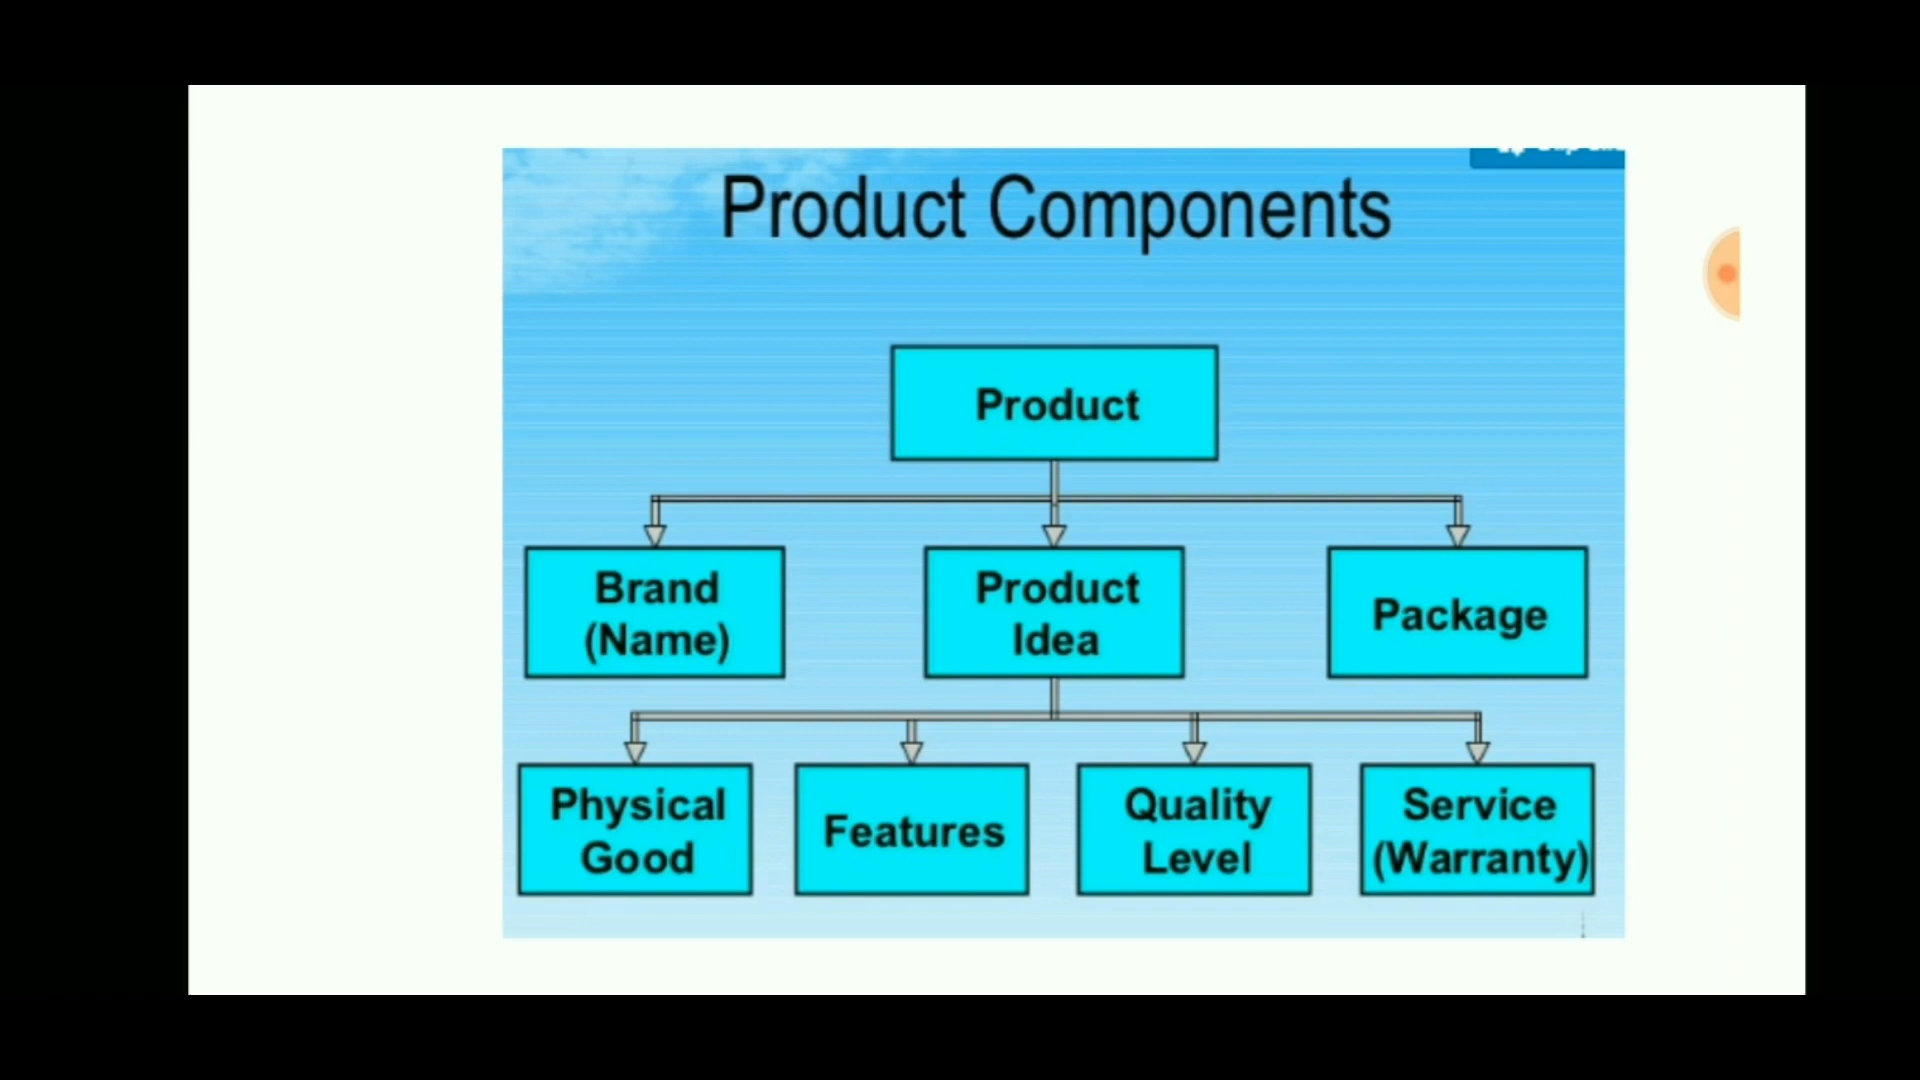 Product Components
Product
Brand
(Name)
Product
Idea
Package
Physical
Good
Features
Quality
Level
Service
(Warranty)